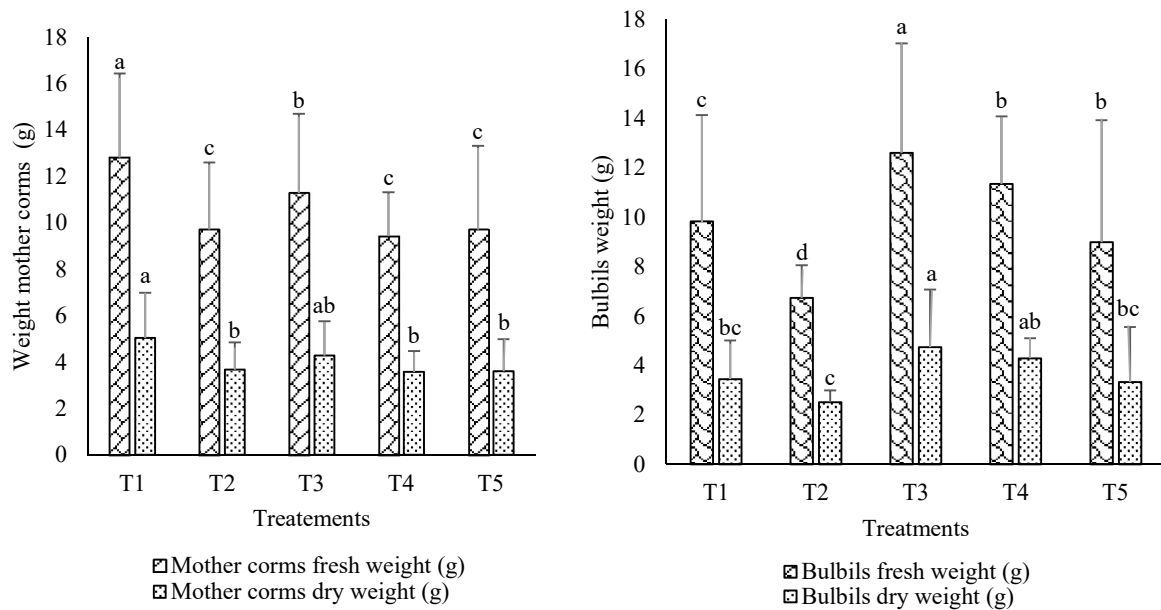 Weight mother corms (g)
18
16
14
12
10
8
6
4
2
0
a
a
c
b
b
ab
c
b
c
b
T1 T2 T3 T4 T5
Treatements
Mother corms fresh weight (g)
Mother corms dry weight (g)
Bulbils weight (g)
18
16
14
12
10
8
6
4
2
0
c
bc
d
c
a
a
b
ab
b
bc
T1 T2 T3 T4 T5
Treatments
Bulbils fresh weight (g)
Bulbils dry weight (g)